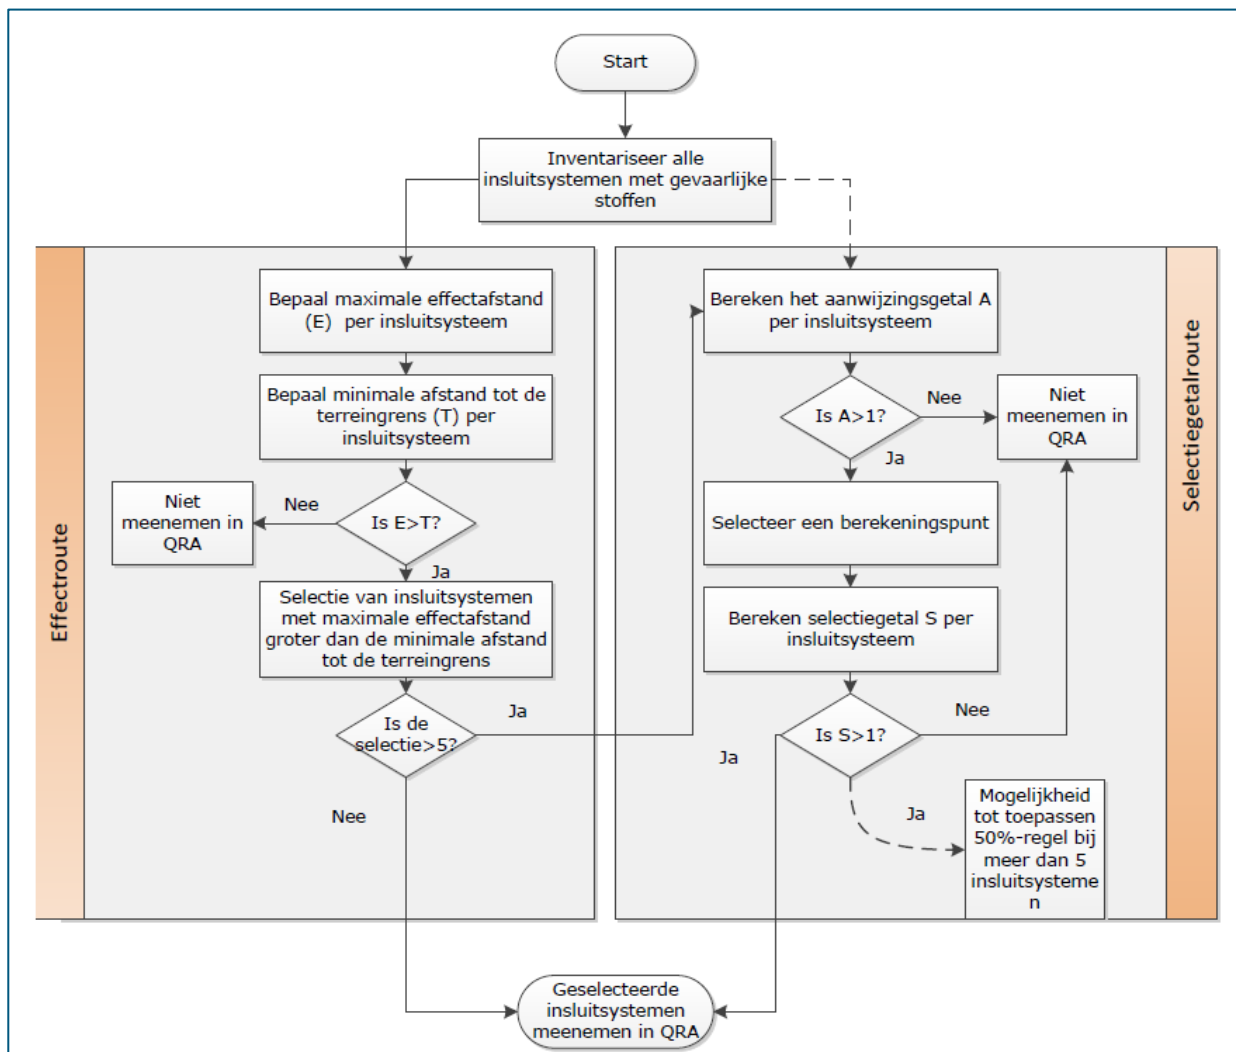 Start
Inventariseer alle
insluitsystemen met gevaarlijke
stoffen
Effectroute
Bepaal maximale effectafstand
(E) per insluitsysteem
Bepaal minimale afstand tot de
terreingrens (T) per
insluitsysteem
Is E>T?
Nee
Niet
meenemen in
QRA
Ja
Selectie van insluitsystemen
met maximale effectafstand
groter dan de minimale afstand
tot de terreingrens
Is de
selectie>5?
Ja
Nee
Selectiegetalroute
Bereken het aanwijzingsgetal A
per insluitsysteem
Is A>1?
Nee
Niet
meenemen in
QRA
Ja
Selecteer een berekeningspunt
Bereken selectiegetal S per
insluitsysteem
Is S>1?
Nee
Ja
Ja
Mogelijkheid
tot toepassen
50%-regel bij
meer dan 5
insluitsysteme
n
Geselecteerde
insluitsystemen
meenemen in QRA